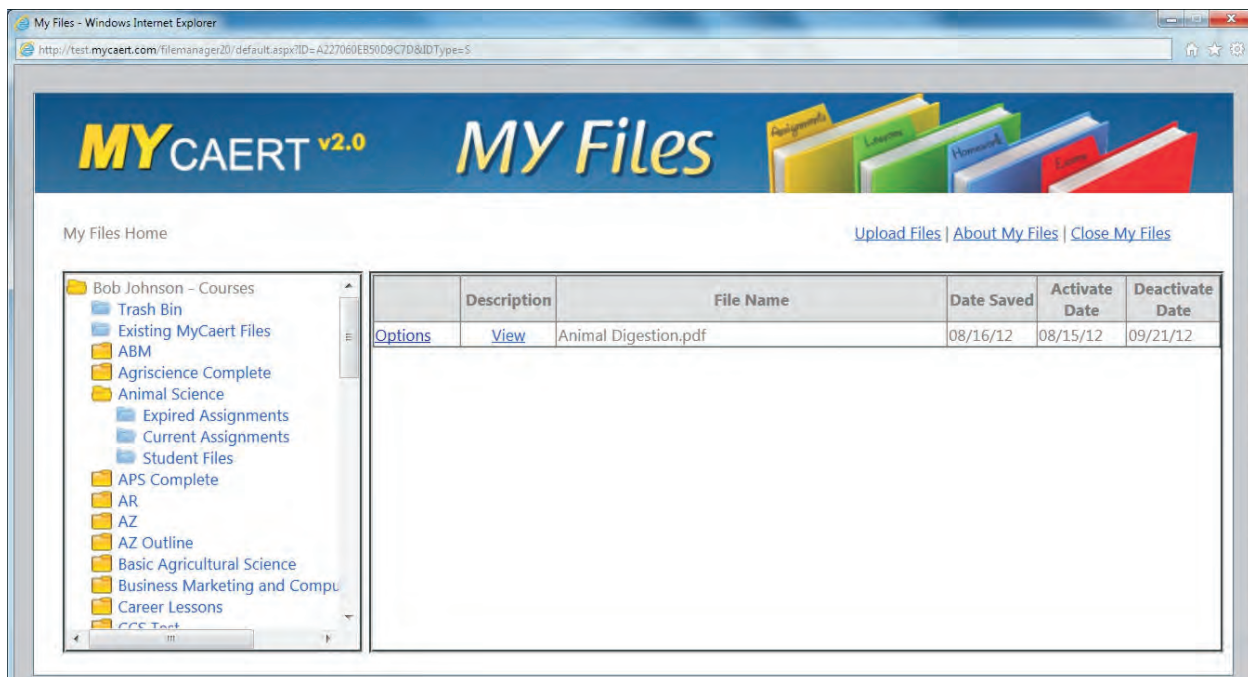 My Files - Windows Internet Explorer
http://test.mycaert.com/filemanager20/default.aspx?ID=A227060EB50D9C7D&IDType=S
MYCAERT v2.0
MY Files
Assignments
Lessons
Homework
Exams
My Files Home
Upload Files | About My Files | Close My Files
Bob Johnson - Courses
Trash Bin
Existing MyCaert Files
ABM
Agriscience Complete
Animal Science
Expired Assignments
Current Assignments
Student Files
APS Complete
AR
AZ
AZ Outline
Basic Agricultural Science
Business Marketing and Compu
Career Lessons
CCS Test
Description File Name Date Saved Activate Date Deactivate Date
Options View Animal Digestion.pdf 08/16/12 08/15/12 09/21/12